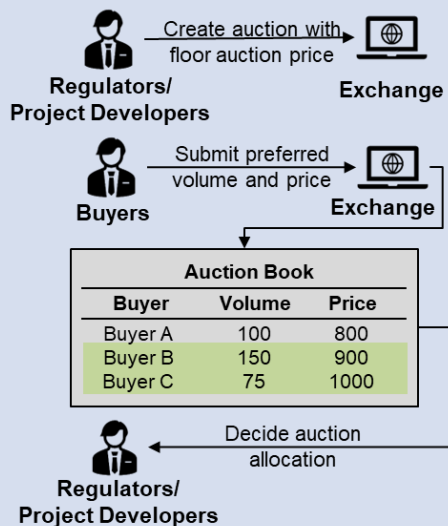 Create auction with
floor auction price
Regulators/
Project Developers
Exchange
Submit preferred
volume and price
Buyers
Exchange
Auction Book
Buyer Volume Price
Buyer A 100 800
Buyer B 150 900
Buyer C 75 1000
Decide auction
allocation
Regulators/
Project Developers